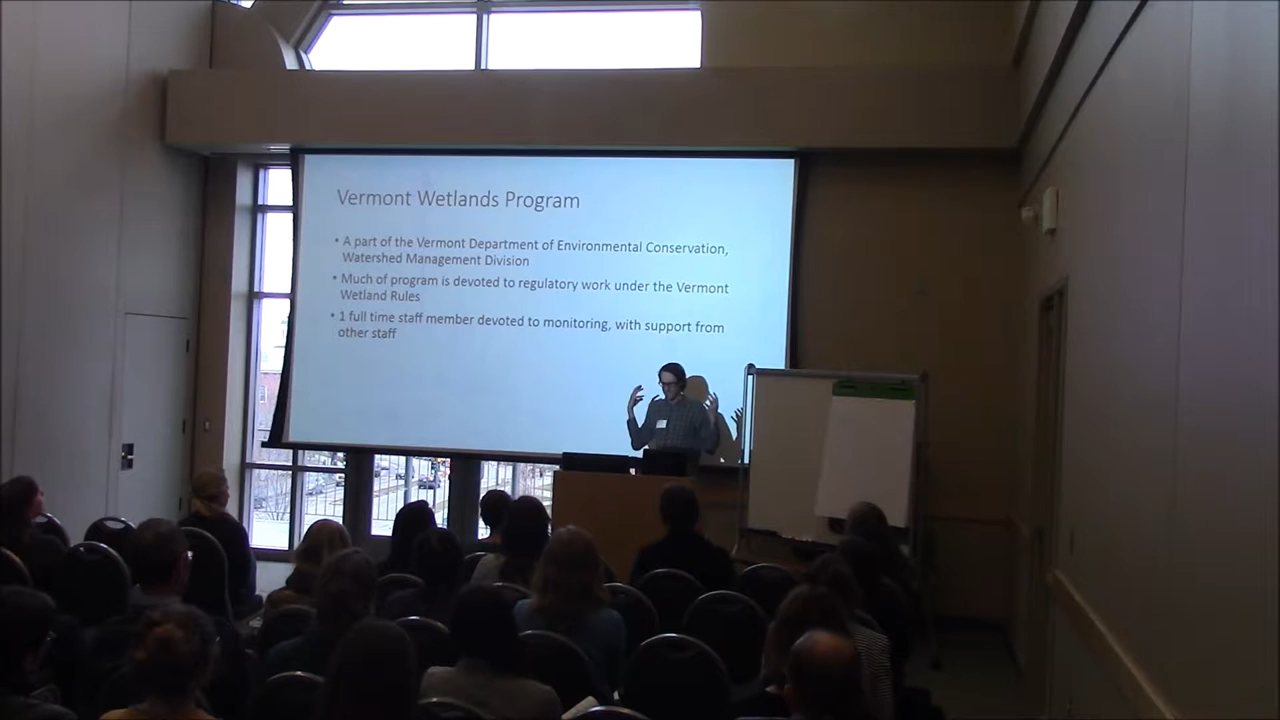 Vermont Wetlands Program
• A part of the Vermont Department of Environmental Conservation,
Watershed Management Division
• Much of program is devoted to regulatory work under the Vermont
Wetland Rules
• 1 full time staff member devoted to monitoring, with support from
other staff